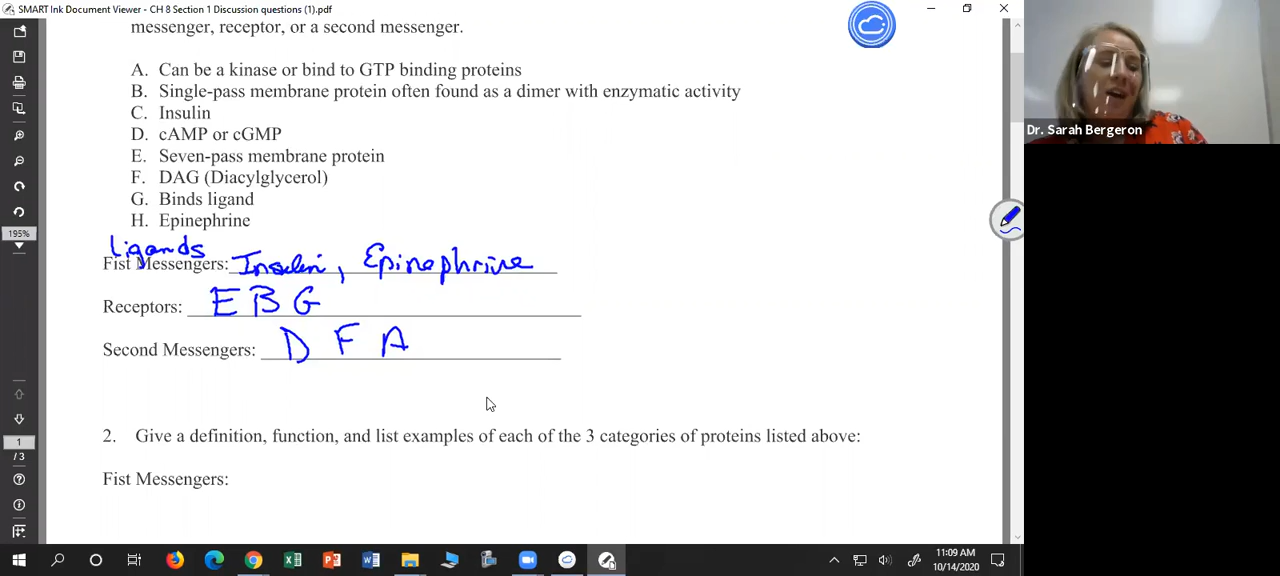 SMART Ink Document Viewer - CH 8 Section 1 Discussion questions (1).pdf
messenger, receptor, or a second messenger.
A. Can be a kinase or bind to GTP binding proteins
B. Single-pass membrane protein often found as a dimer with enzymatic activity
C. Insulin
D. cAMP or cGMP
E. Seven-pass membrane protein
F. DAG (Diacylglycerol)
G. Binds ligand
H. Epinephrine
Ligands
Fist Messengers: Insulin, Epinephrine
Receptors: E B G
Second Messengers: D F A
2. Give a definition, function, and list examples of each of the 3 categories of proteins listed above:
Fist Messengers:
Dr. Sarah Bergeron
195%
1
/ 3
11:09 AM
10/14/2020